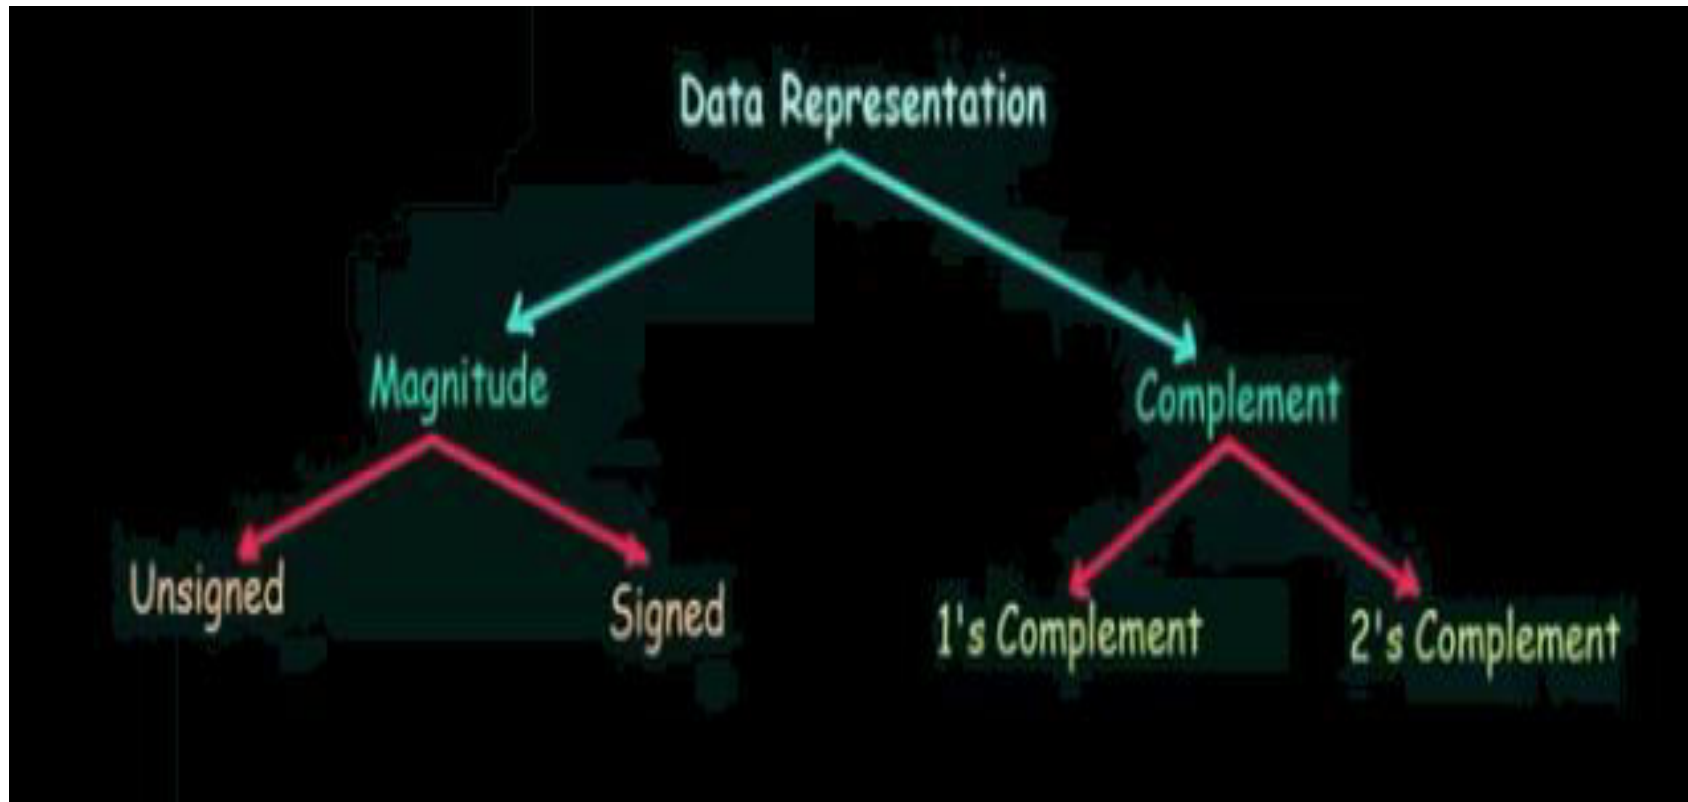 Data Representation
Magnitude
Complement
Unsigned
Signed
1's Complement
2's Complement